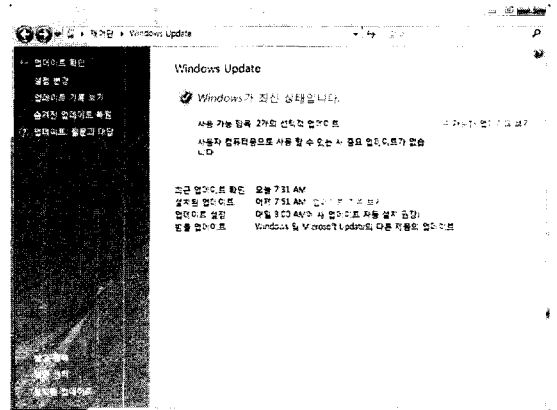 제어판 ▸ Windows Update
업데이트 확인
설정 변경
업데이트 기록 보기
숨겨진 업데이트 복원
업데이트: 질문과 대답
Windows Update
Windows가 최신 상태입니다.
사용 가능 항목 2개의 선택적 업데이트
사용자 컴퓨터용으로 사용 할 수 있는 새 중요 업데이트가 없습
니다
최근 업데이트 확인 오늘 7:31 AM
설치된 업데이트 어제 7:51 AM
업데이트 설정 매일 3:00 AM에 새 업데이트 자동 설치(권장)
받을 업데이트 Windows 및 Microsoft Update의 다른 제품의 업데이트